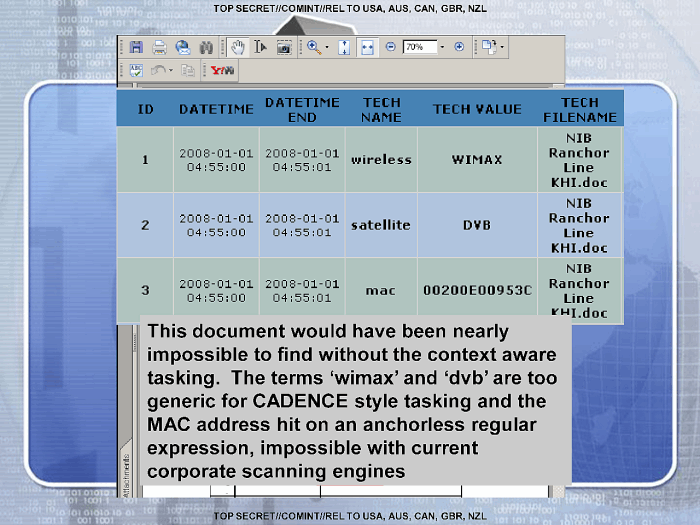 TOP SECRET//COMINT//REL TO USA, AUS, CAN, GBR, NZL
70%
Y!
ID DATETIME DATETIME END TECH NAME TECH VALUE TECH FILENAME
1 2008-01-01 04:55:00 2008-01-01 04:55:01 wireless WIMAX NIB Ranchor Line KHI.doc
2 2008-01-01 04:55:00 2008-01-01 04:55:01 satellite DVB NIB Ranchor Line KHI.doc
3 2008-01-01 04:55:00 2008-01-01 04:55:01 mac 00200E00953C NIB Ranchor Line KHI.doc
This document would have been nearly
impossible to find without the context aware
tasking. The terms ‘wimax’ and ‘dvb’ are too
generic for CADENCE style tasking and the
MAC address hit on an anchorless regular
expression, impossible with current
corporate scanning engines
Attachments
TOP SECRET//COMINT//REL TO USA, AUS, CAN, GBR, NZL